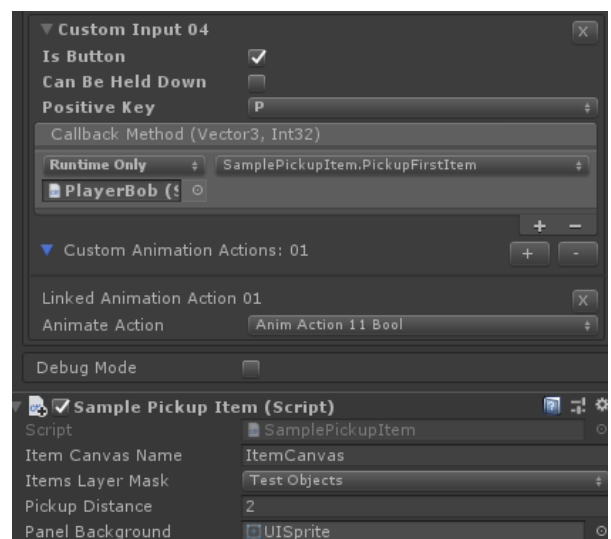 Custom Input 04 X
Is Button
Can Be Held Down
Positive Key P
Callback Method (Vector3, Int32)
Runtime Only SamplePickupItem.PickupFirstItem
PlayerBob (S
+ -
Custom Animation Actions: 01 + -
Linked Animation Action 01 X
Animate Action Anim Action 11 Bool
Debug Mode
Sample Pickup Item (Script)
Script SamplePickupItem
Item Canvas Name ItemCanvas
Items Layer Mask Test Objects
Pickup Distance 2
Panel Background UISprite